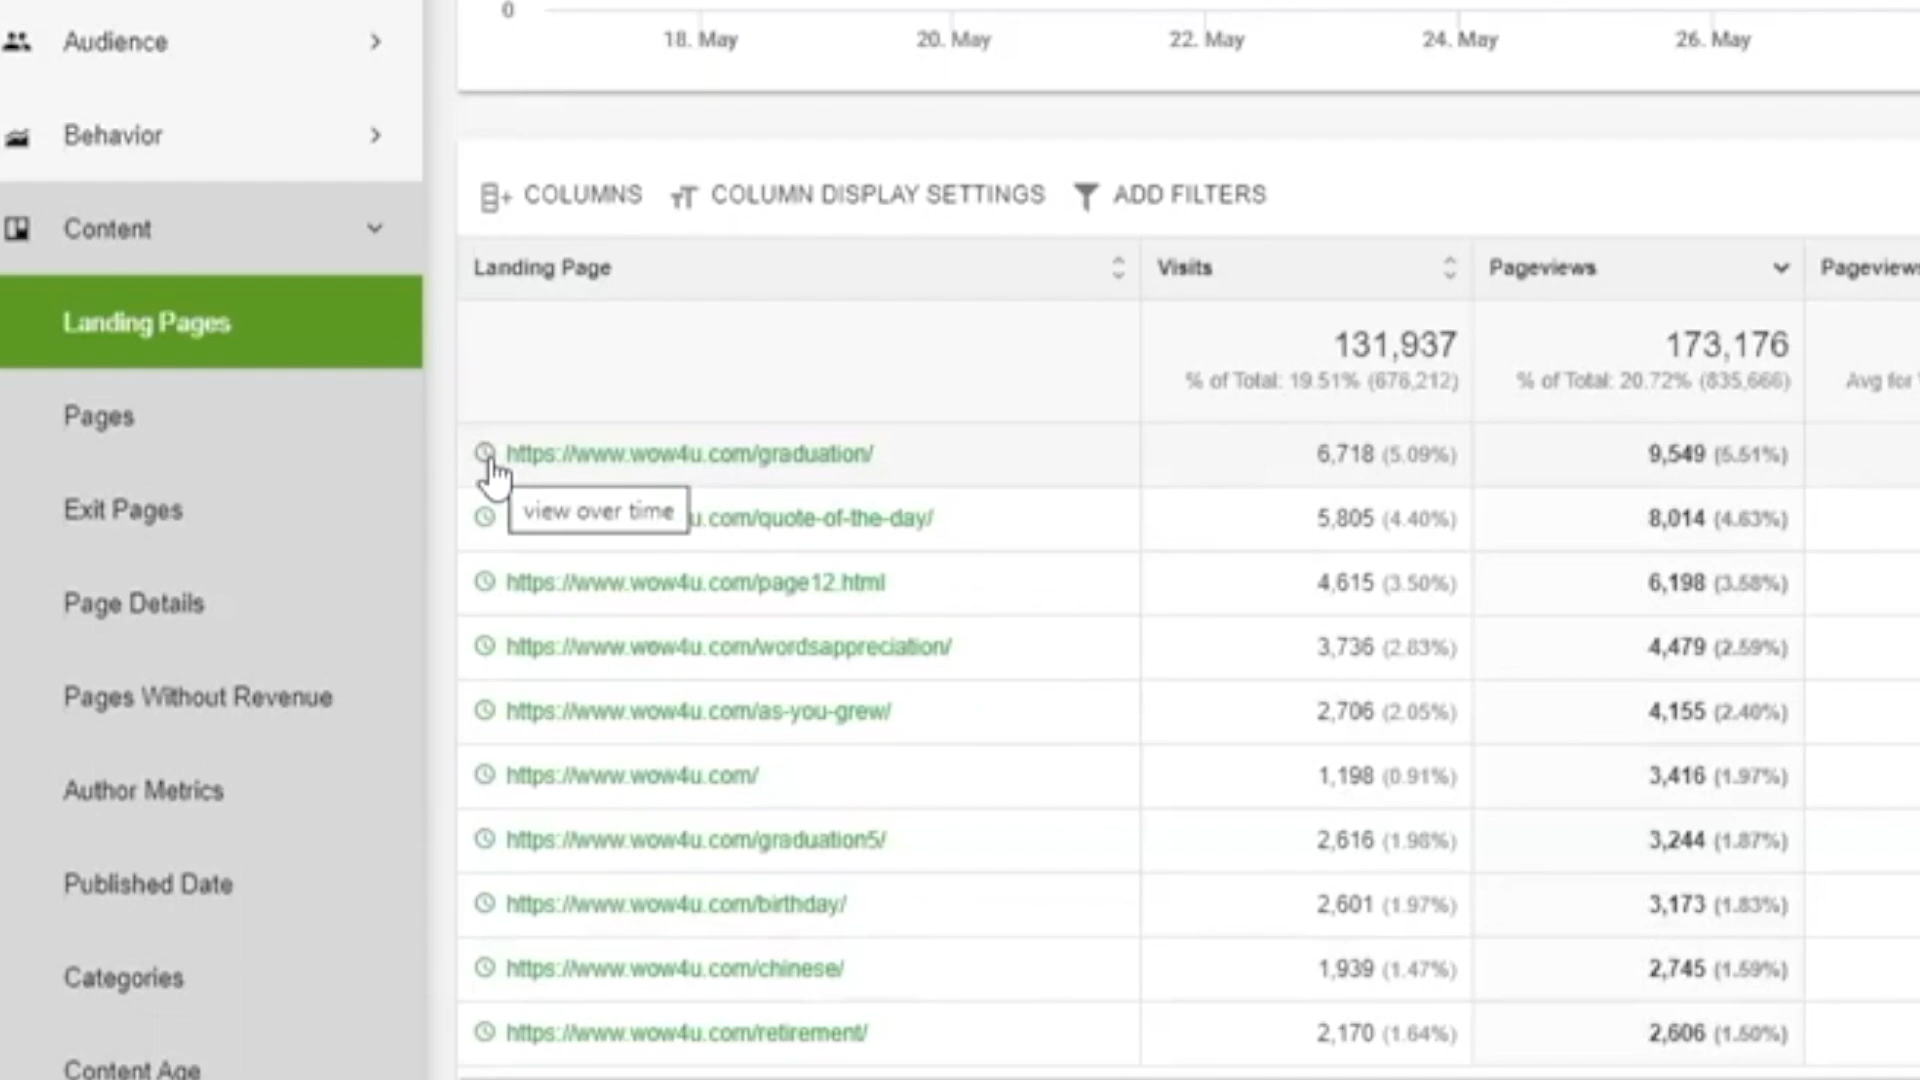 0
18. May 20. May 22. May 24. May 26. May
Audience
Behavior
Content
Landing Pages
Pages
Exit Pages
Page Details
Pages Without Revenue
Author Metrics
Published Date
Categories
Content Age
COLUMNS COLUMN DISPLAY SETTINGS ADD FILTERS
Landing Page Visits Pageviews Pageviews
131,937 173,176
% of Total: 19.51% (676,212) % of Total: 20.72% (835,666) Avg for
https://www.wow4u.com/graduation/ 6,718 (5.09%) 9,549 (5.51%)
view over time
u.com/quote-of-the-day/ 5,805 (4.40%) 8,014 (4.63%)
https://www.wow4u.com/page12.html 4,615 (3.50%) 6,198 (3.58%)
https://www.wow4u.com/wordsappreciation/ 3,736 (2.83%) 4,479 (2.59%)
https://www.wow4u.com/as-you-grew/ 2,706 (2.05%) 4,155 (2.40%)
https://www.wow4u.com/ 1,198 (0.91%) 3,416 (1.97%)
https://www.wow4u.com/graduation5/ 2,616 (1.98%) 3,244 (1.87%)
https://www.wow4u.com/birthday/ 2,601 (1.97%) 3,173 (1.83%)
https://www.wow4u.com/chinese/ 1,939 (1.47%) 2,745 (1.59%)
https://www.wow4u.com/retirement/ 2,170 (1.64%) 2,606 (1.50%)